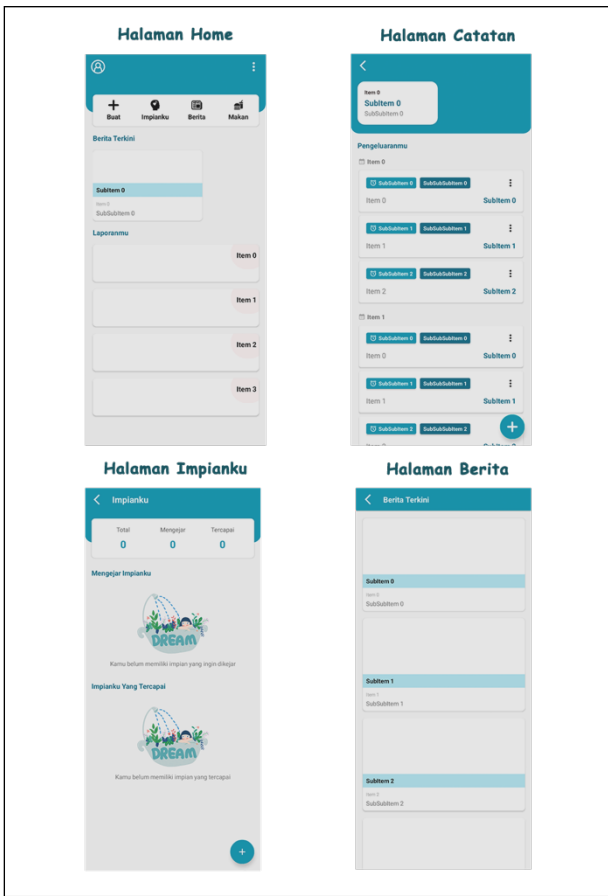 Halaman Home
Buat Impianku Berita Makan
Berita Terkini
SubItem 0
Item 0
SubSubItem 0
Laporanmu
Item 0
Item 1
Item 2
Item 3
Halaman Catatan
Item 0
SubItem 0
SubSubItem 0
Pengeluaranmu
Item 0
SubSubItem 0 SubSubSubItem 0
Item 0 SubItem 0
SubSubItem 1 SubSubSubItem 1
Item 1 SubItem 1
SubSubItem 2 SubSubSubItem 2
Item 2 SubItem 2
Item 1
SubSubItem 0 SubSubSubItem 0
Item 0 SubItem 0
SubSubItem 1 SubSubSubItem 1
Item 1 SubItem 1
SubSubItem 2 SubSubSubItem 2
Halaman Impianku
Impianku
Total Mengejar Tercapai
0 0 0
Mengejar Impianku
DREAM
Kamu belum memiliki impian yang ingin dikejar
Impianku Yang Tercapai
DREAM
Kamu belum memiliki impian yang tercapai
Halaman Berita
Berita Terkini
SubItem 0
Item 0
SubSubItem 0
SubItem 1
Item 1
SubSubItem 1
SubItem 2
Item 2
SubSubItem 2